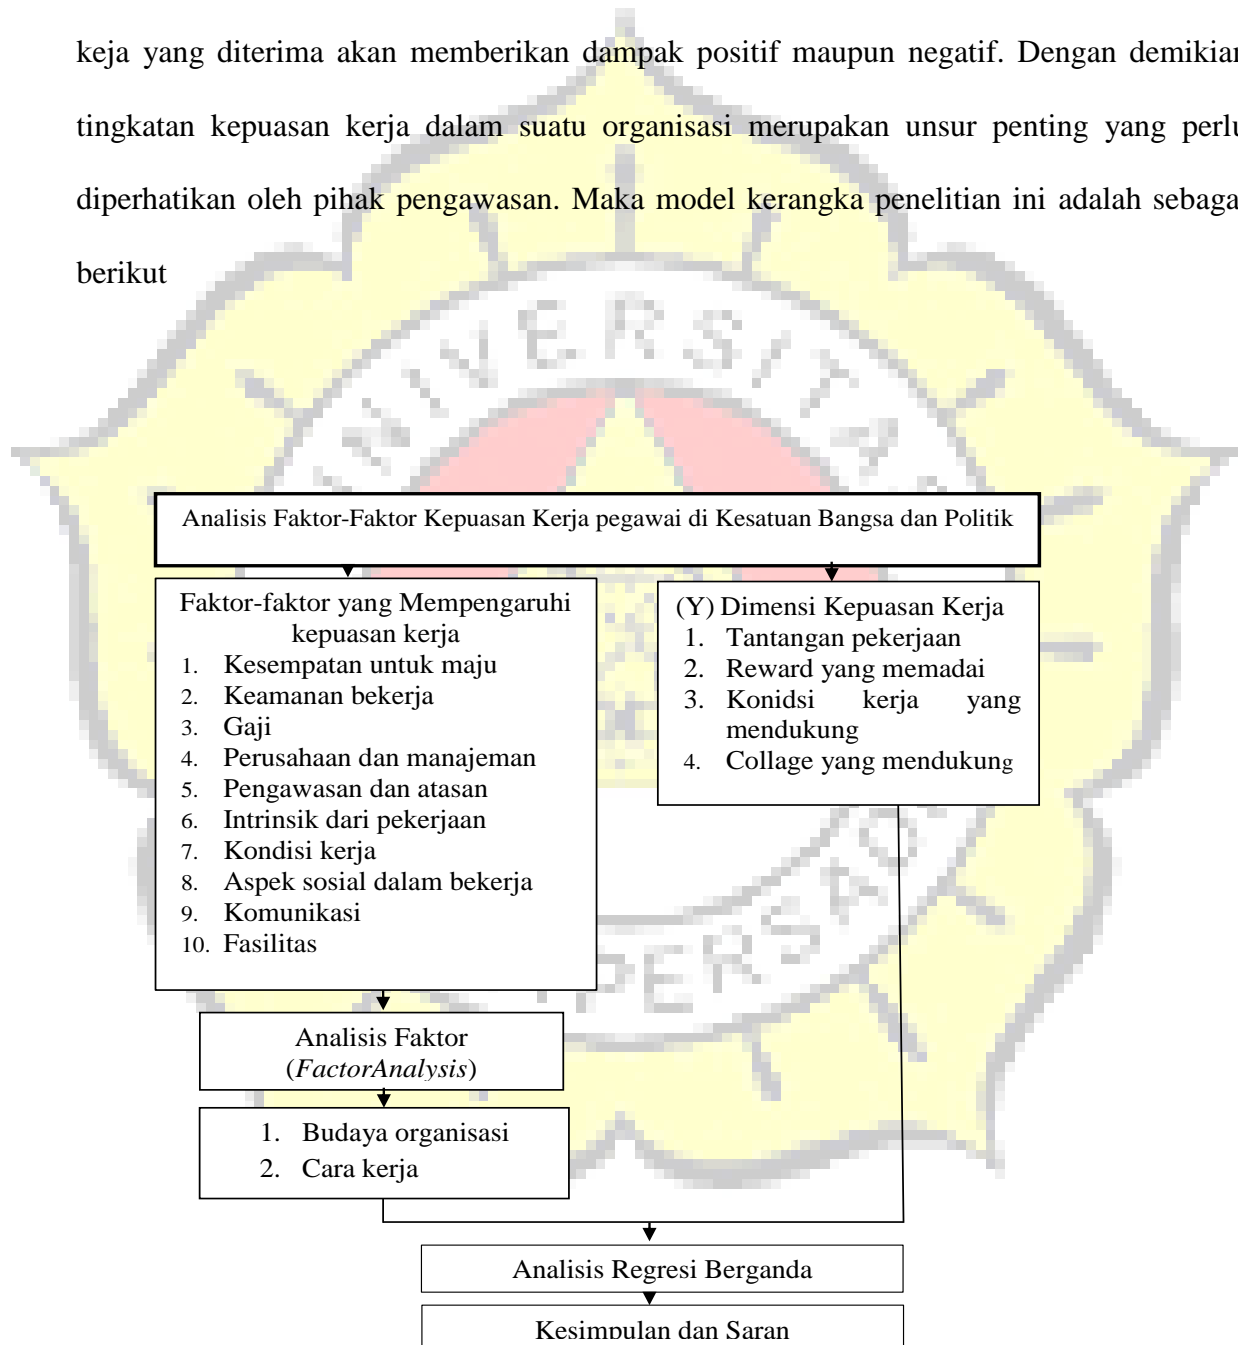 keja yang diterima akan memberikan dampak positif maupun negatif. Dengan demikian
tingkatan kepuasan kerja dalam suatu organisasi merupakan unsur penting yang perlu
diperhatikan oleh pihak pengawasan. Maka model kerangka penelitian ini adalah sebaga
berikut
UNIVERSITAS
Analisis Faktor-Faktor Kepuasan Kerja pegawai di Kesatuan Bangsa dan Politik
Faktor-faktor yang Mempengaruhi
kepuasan kerja
1. Kesempatan untuk maju
2. Keamanan bekerja
3. Gaji
4. Perusahaan dan manajeman
5. Pengawasan dan atasan
6. Intrinsik dari pekerjaan
7. Kondisi kerja
8. Aspek sosial dalam bekerja
9. Komunikasi
10. Fasilitas
(Y) Dimensi Kepuasan Kerja
1. Tantangan pekerjaan
2. Reward yang memadai
3. Konidsi kerja yang
mendukung
4. Collage yang mendukung
PERSADA
Analisis Faktor
(FactorAnalysis)
1. Budaya organisasi
2. Cara kerja
Analisis Regresi Berganda
Kesimpulan dan Saran